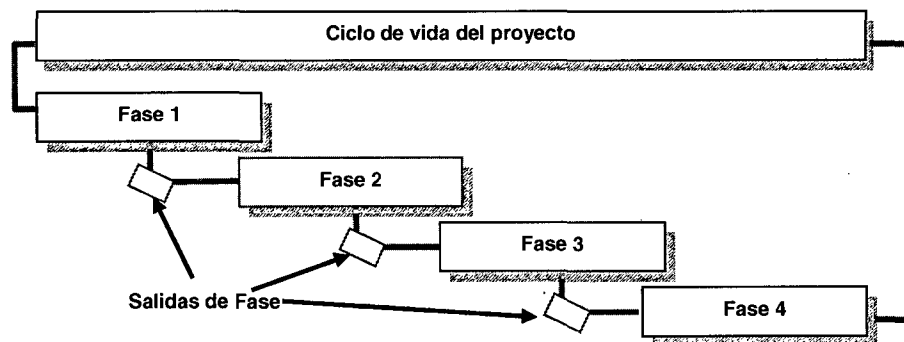 Ciclo de vida del proyecto
Fase 1
Fase 2
Fase 3
Salidas de Fase
Fase 4